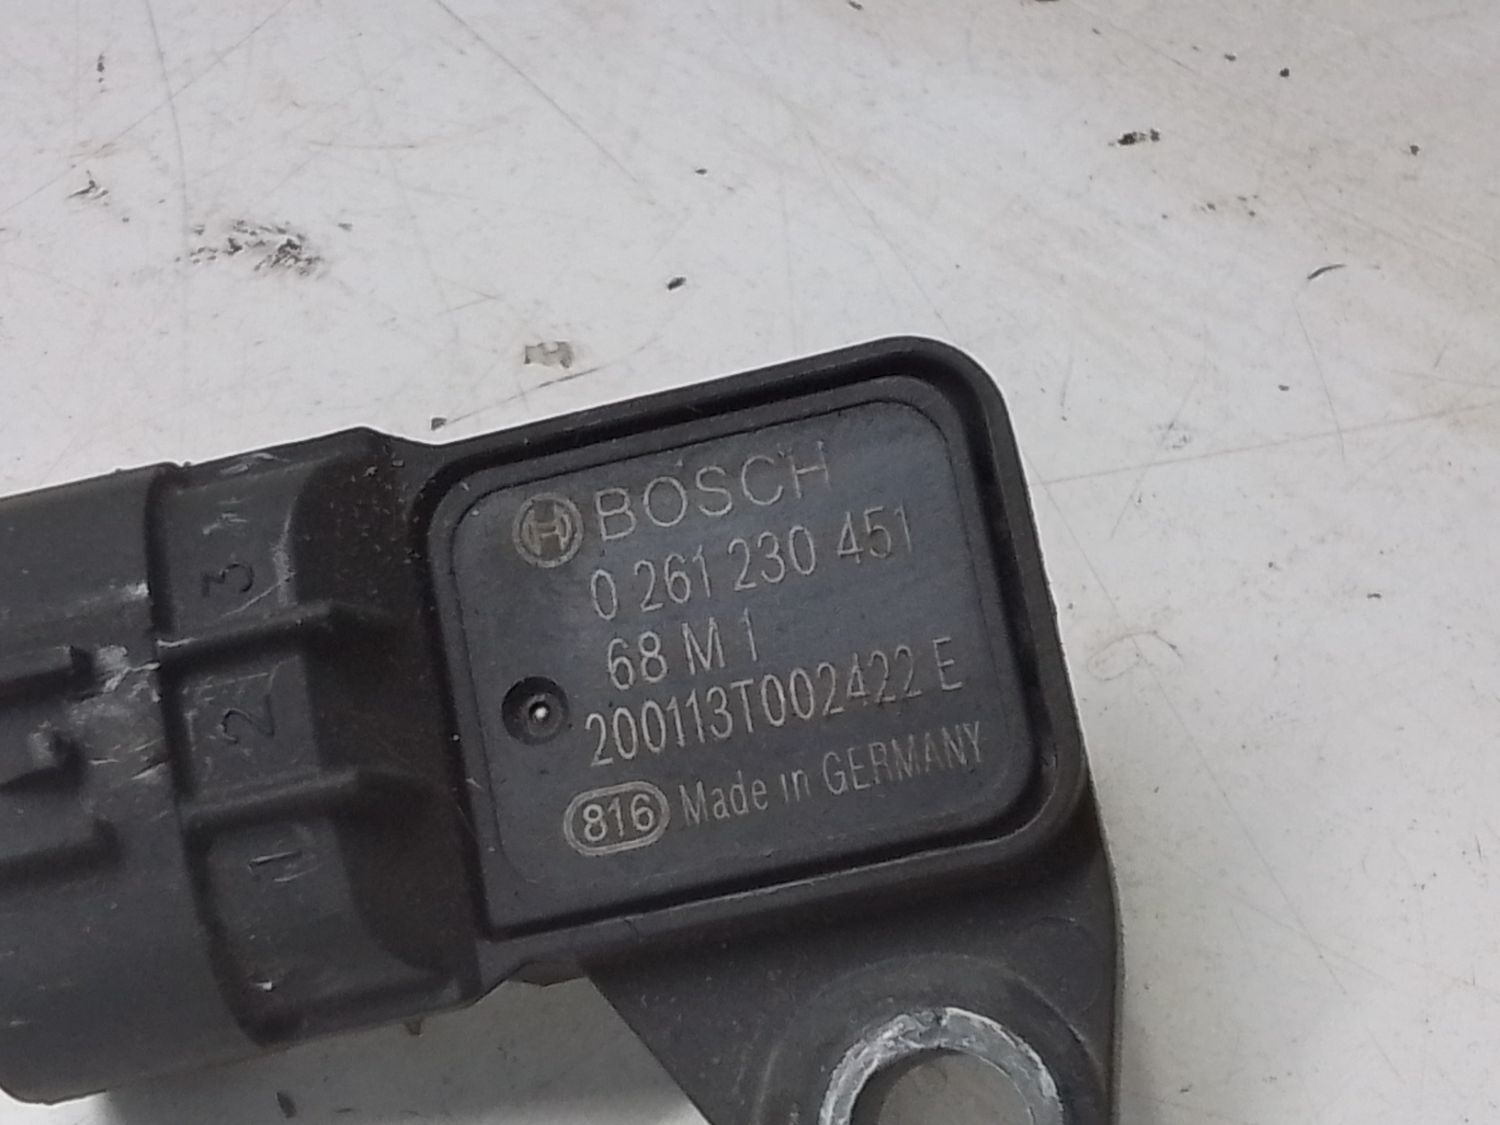 BOSCH
0 261 230 451
68 M 1
200113T002422 E
816 Made in GERMANY
3
2
1